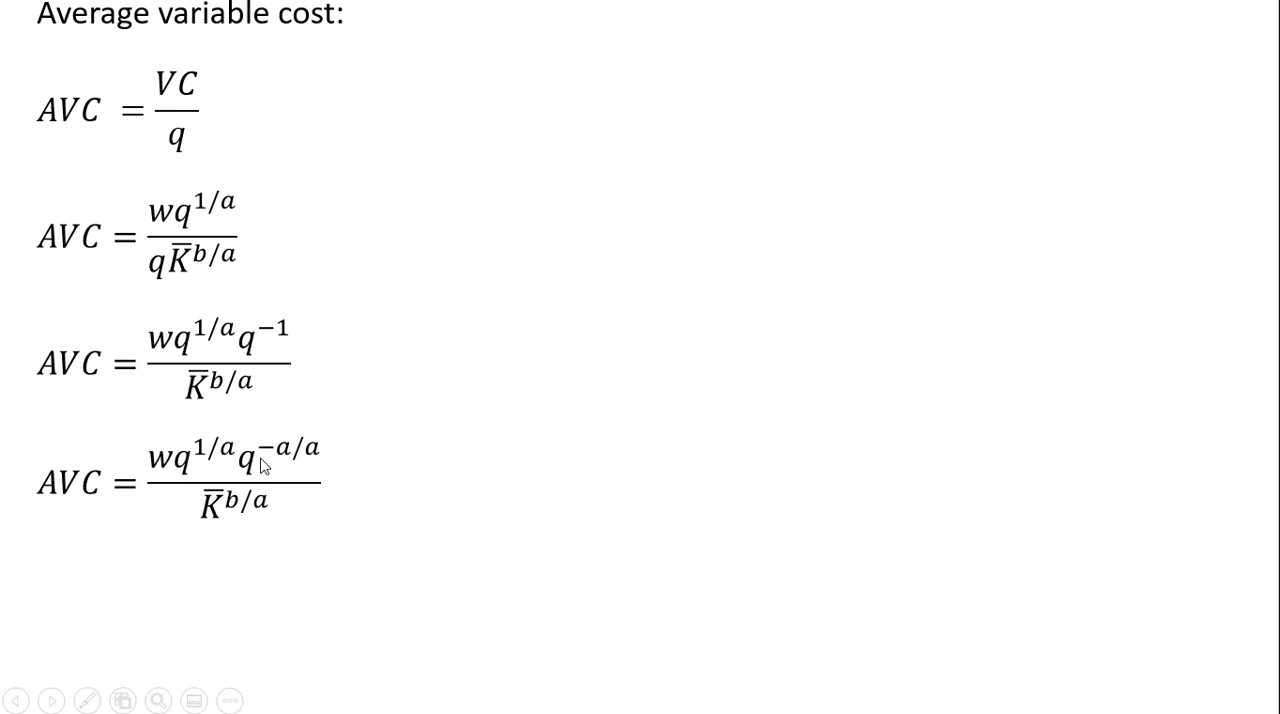 Average variable cost:
AVC = VC/q
AVC = wq^{1/a}/qK̅^{b/a}
AVC = wq^{1/a}q^{−1}/K̅^{b/a}
AVC = wq^{1/a}q^{−a/a}/K̅^{b/a}